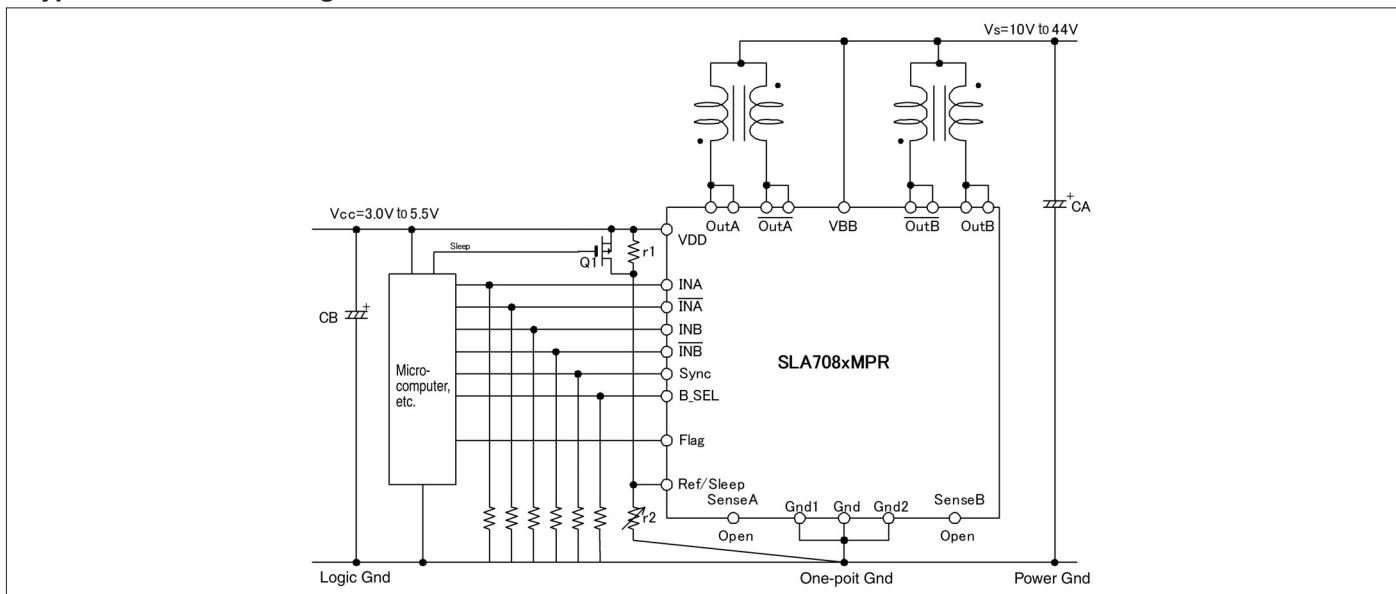 Vs=10V to 44V
CA
OutA
OutA
VBB
OutB
OutB
Vcc=3.0V to 5.5V
VDD
Sleep
Q1
r1
CB
INA
INA
INB
INB
Sync
B_SEL
Flag
Ref/Sleep
Micro-
computer,
etc.
SLA708xMPR
r2
SenseA
Gnd1
Gnd
Gnd2
SenseB
Open
Open
Logic Gnd
One-poit Gnd
Power Gnd